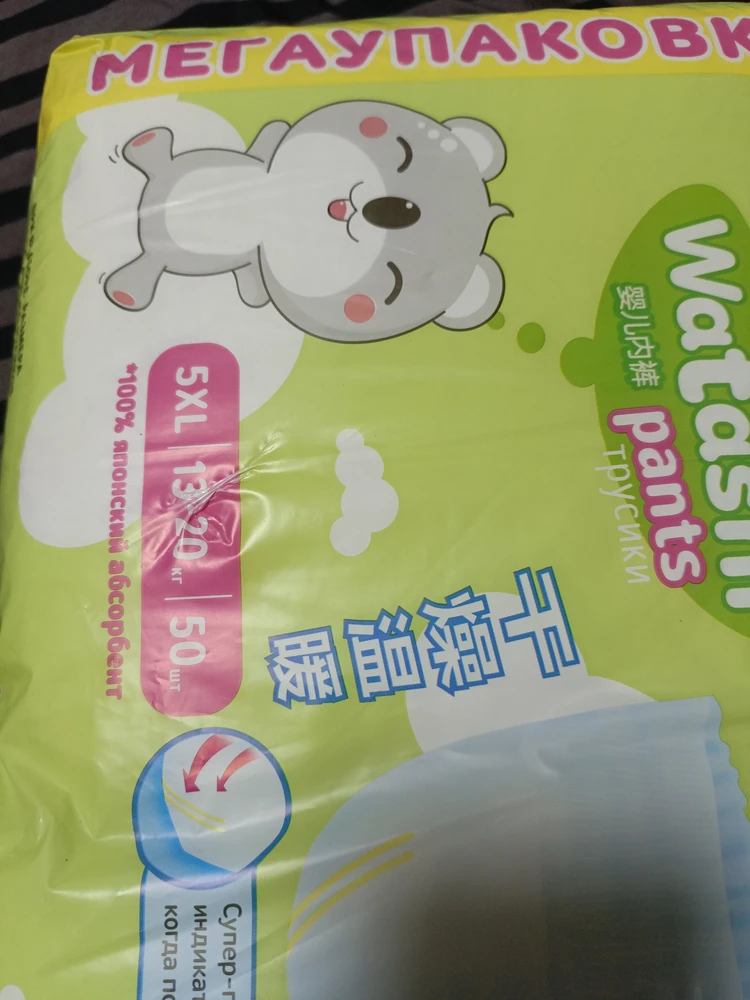 МЕГАУПАКОВК
watashi
婴儿内裤
pants
трусики
干燥
温
暖
5XL | 13-20 кг | 50 шт
*100% японский абсорбент
Супер-г
индикат
когда по